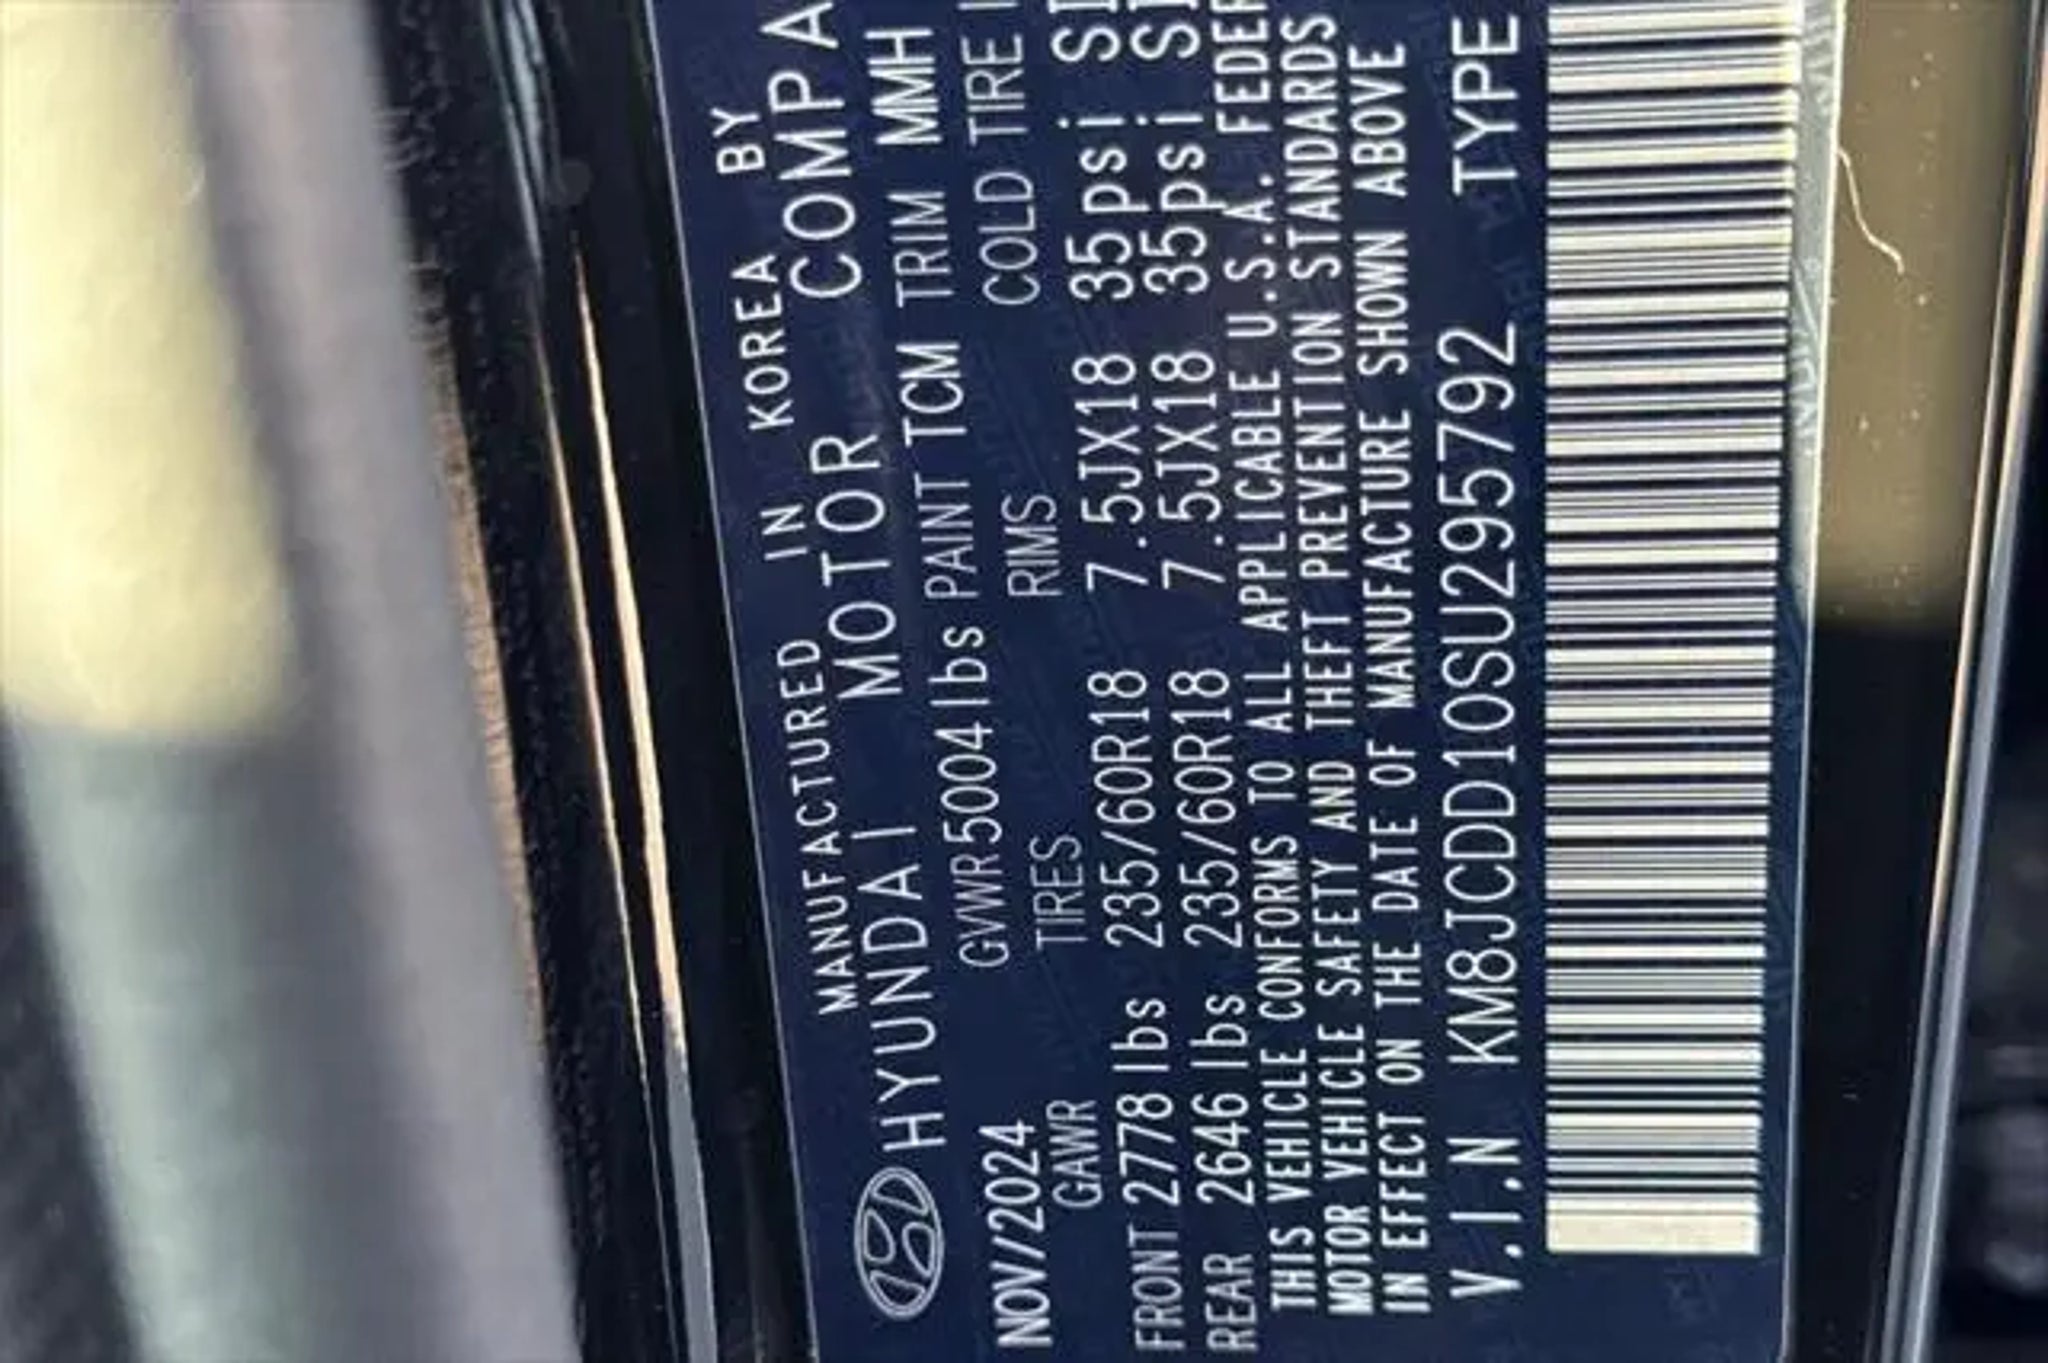 MANUFACTURED IN KOREA BY
HYUNDAI MOTOR COMPA
NOV/2024 GVWR5004lbs PAINT TCM TRIM MMH
GAWR TIRES RIMS COLD TIRE
FRONT 2778 lbs 235/60R18 7.5JX18 35psi
REAR 2646 lbs 235/60R18 7.5JX18 35psi
THIS VEHICLE CONFORMS TO ALL APPLICABLE U.S.A. FEDER
MOTOR VEHICLE SAFETY AND THEFT PREVENTION STANDARDS
IN EFFECT ON THE DATE OF MANUFACTURE SHOWN ABOVE
V.I.N KM8JCDD10SU295792 TYPE